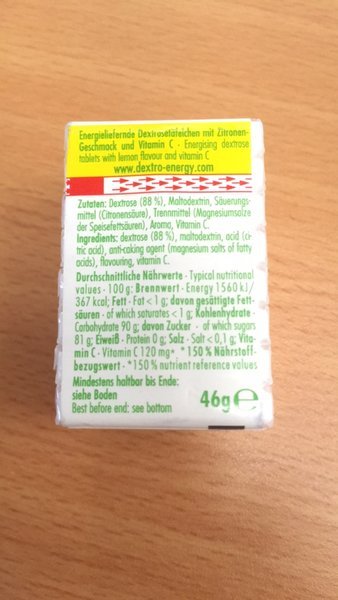 Energieliefernde Dextrosetäfelchen mit Zitronen-
Geschmack und Vitamin C - Energising dextrose
tablets with lemon flavour and vitamin C
www.dextro-energy.com
Zutaten: Dextrose (88 %), Maltodextrin, Säuerungs-
mittel (Citronensäure), Trennmittel (Magnesiumsalze
der Speisefettsäuren), Aroma, Vitamin C.
Ingredients: dextrose (88 %), maltodextrin, acid (cit-
ric acid), anti-caking agent (magnesium salts of fatty
acids), flavouring, vitamin C.
Durchschnittliche Nährwerte - Typical nutritional
values - 100 g: Brennwert - Energy 1560 kJ/
367 kcal; Fett - Fat < 1 g; davon gesättigte Fett-
säuren - of which saturates < 1 g; Kohlenhydrate -
Carbohydrate 90 g; davon Zucker - of which sugars
81 g; Eiweiß - Protein 0 g; Salz - Salt < 0,1 g; Vita-
min C - Vitamin C 120 mg* *150 % Nährstoff-
bezugswert - *150 % nutrient reference values
Mindestens haltbar bis Ende:
siehe Boden
Best before end: see bottom
46g ℮